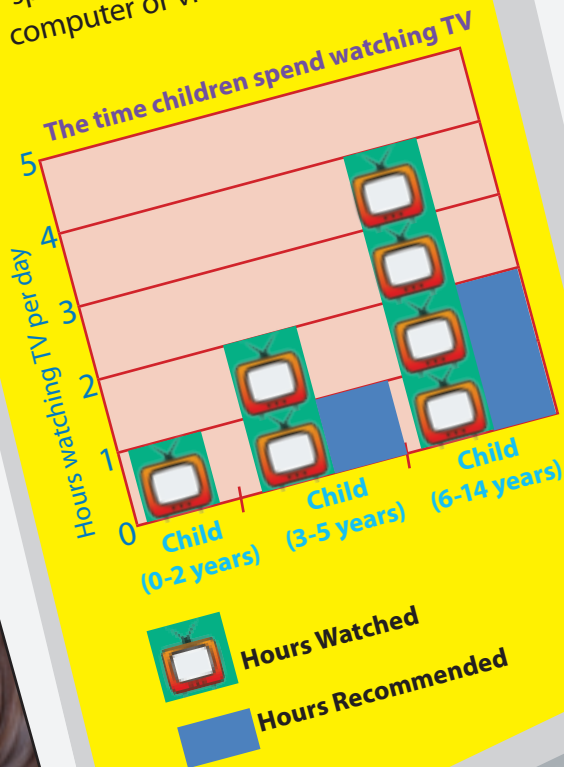 computer or
The time children spend watching TV
Hours watching TV per day
5
4
3
2
1
0
Child
(0-2 years)
Child
(3-5 years)
Child
(6-14 years)
Hours Watched
Hours Recommended